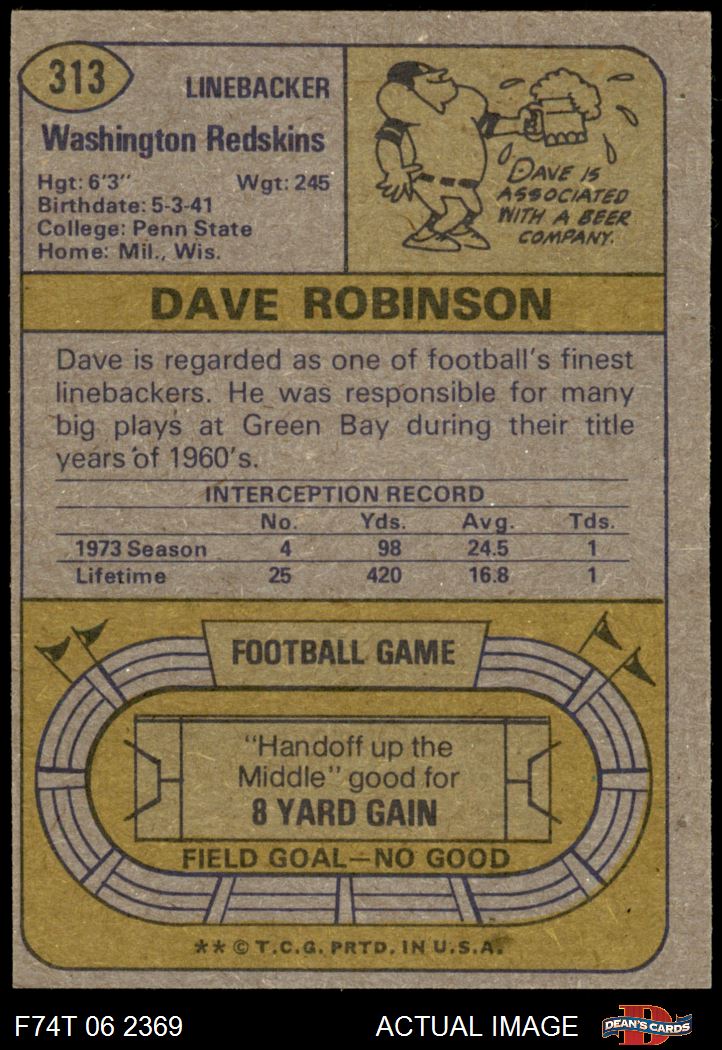 313
LINEBACKER
Washington Redskins
Hgt: 6'3" Wgt: 245
Birthdate: 5-3-41
College: Penn State
Home: Mil., Wis.
DAVE IS
ASSOCIATED
WITH A BEER
COMPANY.
DAVE ROBINSON
Dave is regarded as one of football's finest
linebackers. He was responsible for many
big plays at Green Bay during their title
years of 1960's.
INTERCEPTION RECORD
No. Yds. Avg. Tds.
1973 Season 4 98 24.5 1
Lifetime 25 420 16.8 1
FOOTBALL GAME
"Handoff up the
Middle" good for
8 YARD GAIN
FIELD GOAL—NO GOOD
** © T.C.G. PRTD. IN U.S.A.
F74T 06 2369 ACTUAL IMAGE D DEAN'S CARDS